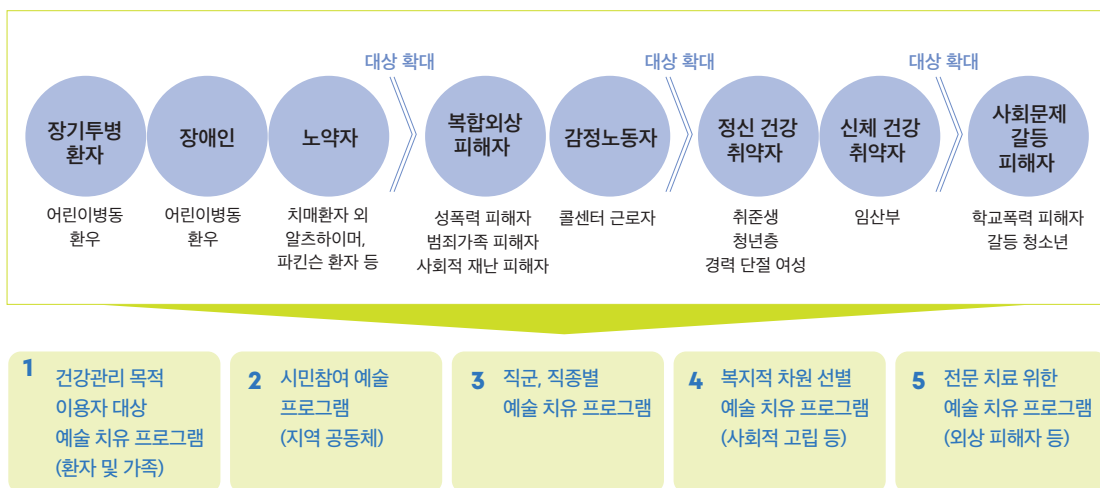 대상 확대
대상 확대
대상 확대
장기투병
환자
장애인
노약자
복합외상
피해자
감정노동자
정신 건강
취약자
신체 건강
취약자
사회문제
갈등
피해자
어린이병동
환우
어린이병동
환우
치매환자 외
알츠하이머,
파킨슨 환자 등
성폭력 피해자
범죄가족 피해자
사회적 재난 피해자
콜센터 근로자
취준생
청년층
경력 단절 여성
임산부
학교폭력 피해자
갈등 청소년
1 건강관리 목적
이용자 대상
예술 치유 프로그램
(환자 및 가족)
2 시민참여 예술
프로그램
(지역 공동체)
3 직군, 직종별
예술 치유 프로그램
4 복지적 차원 선별
예술 치유 프로그램
(사회적 고립 등)
5 전문 치료 위한
예술 치유 프로그램
(외상 피해자 등)